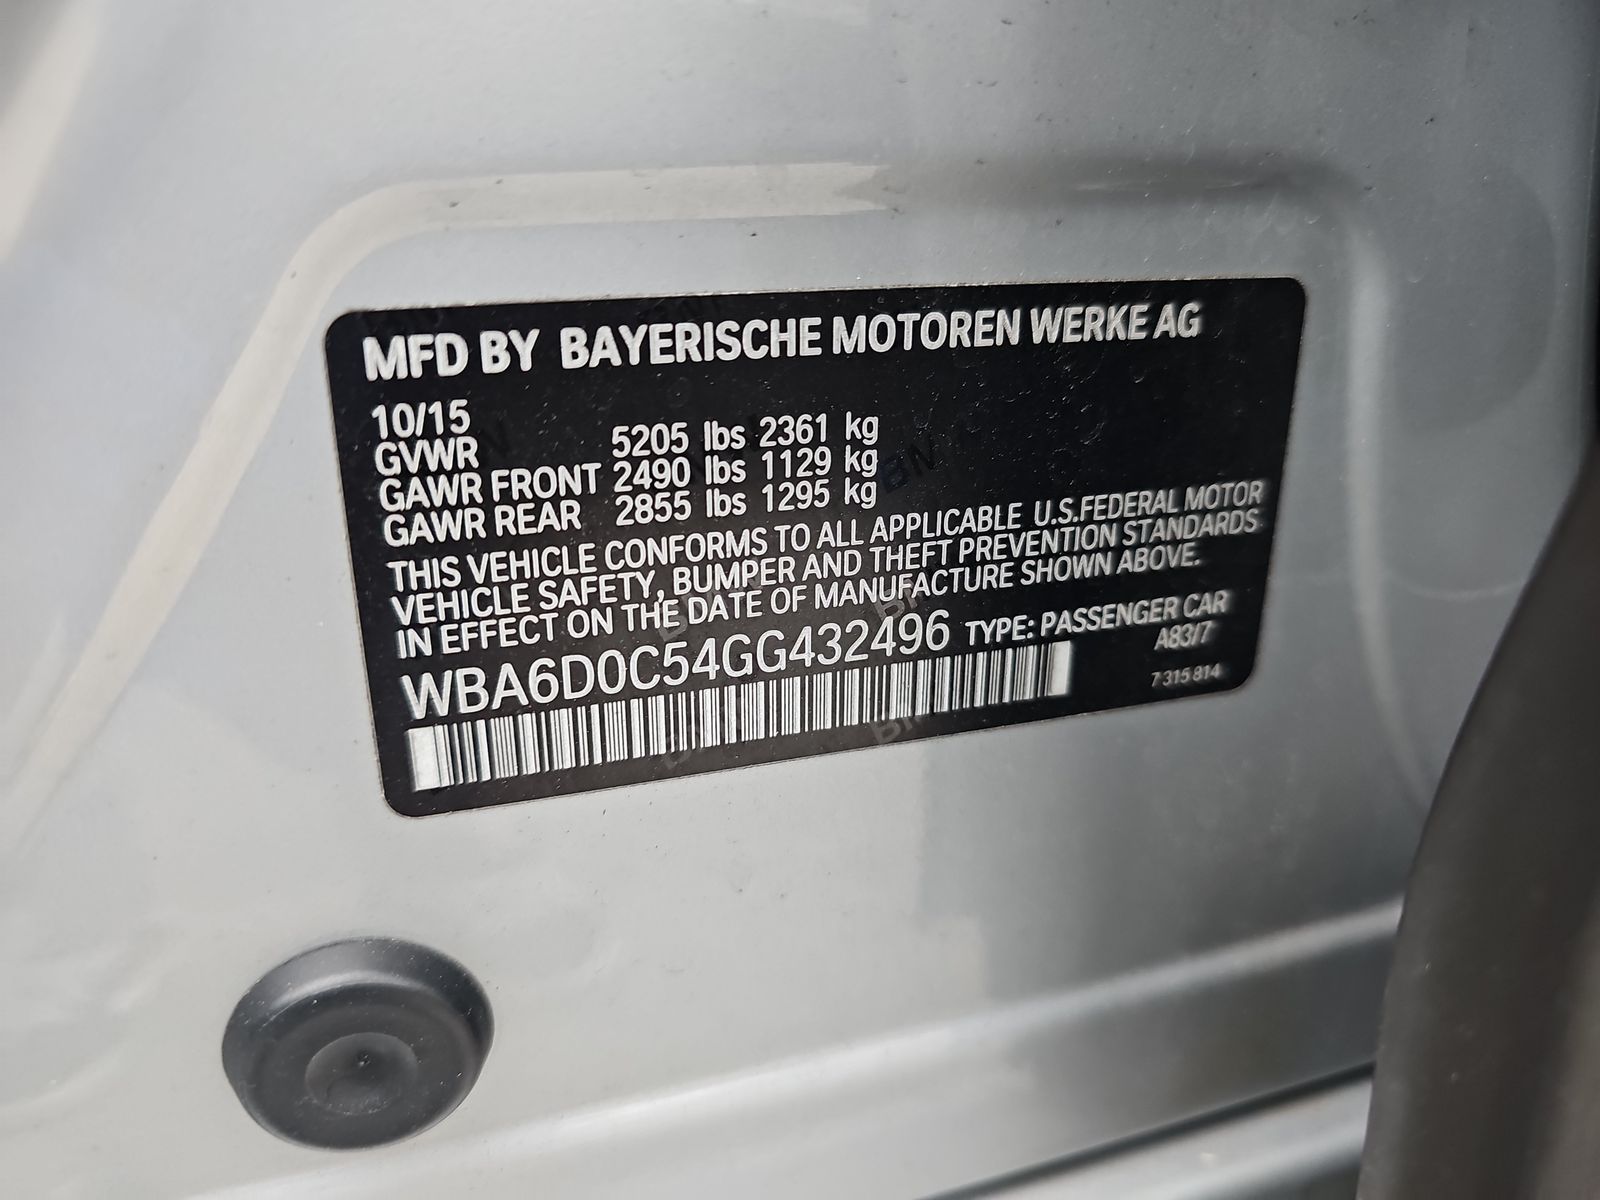 MFD BY BAYERISCHE MOTOREN WERKE AG
10/15
GVWR 5205 lbs 2361 kg
GAWR FRONT 2490 lbs 1129 kg
GAWR REAR 2855 lbs 1295 kg
THIS VEHICLE CONFORMS TO ALL APPLICABLE U.S.FEDERAL MOTOR
VEHICLE SAFETY, BUMPER AND THEFT PREVENTION STANDARDS
IN EFFECT ON THE DATE OF MANUFACTURE SHOWN ABOVE.
WBA6D0C54GG432496 TYPE: PASSENGER CAR
A83/7
7 315 814